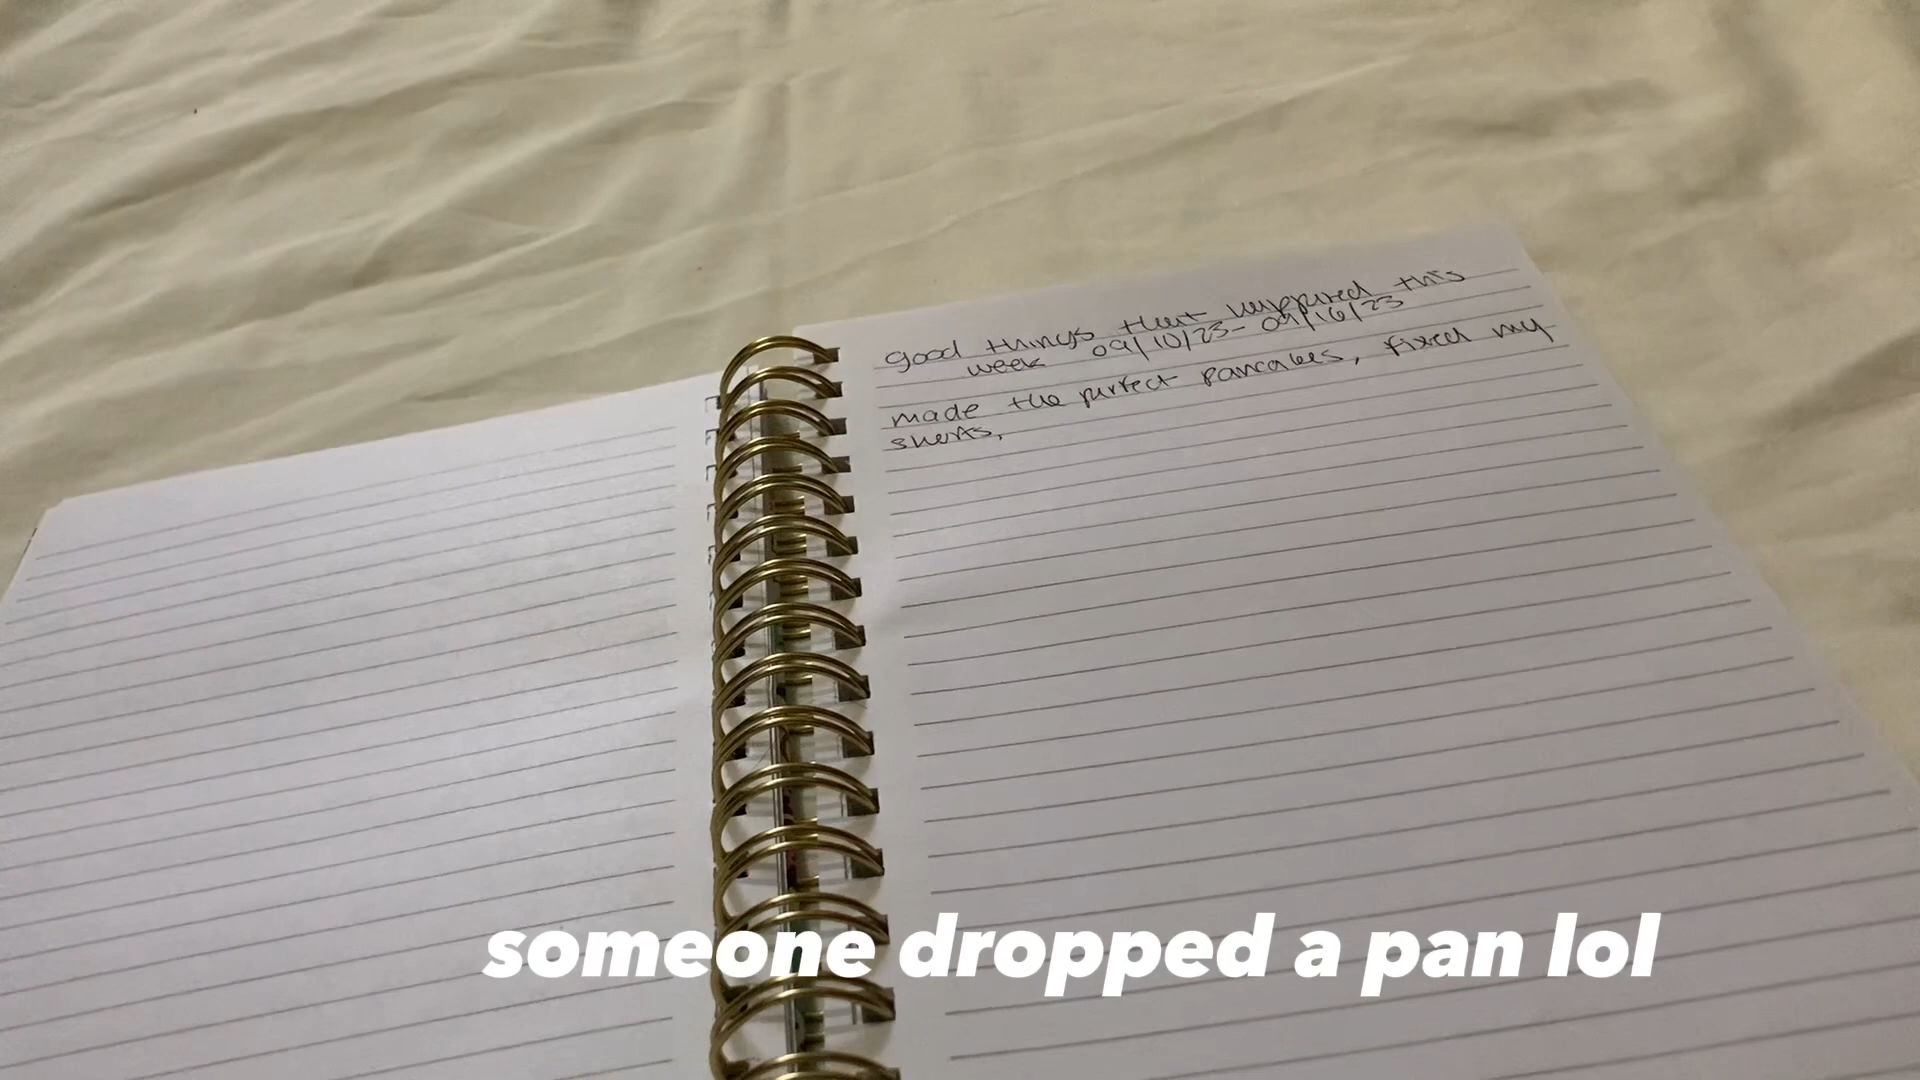 good things that happened this
week 09/10/23- 09/16/23
made the perfect pancakes, fixed my
sheets,
someone dropped a pan lol